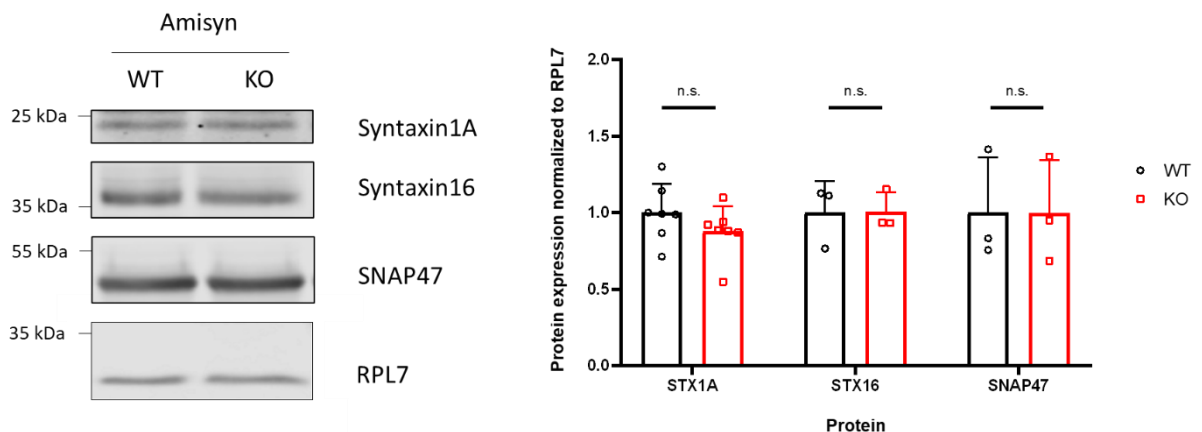 Amisyn
WT KO
25 kDa
Syntaxin1A
Syntaxin16
35 kDa
55 kDa
SNAP47
35 kDa
RPL7
Protein expression normalized to RPL7
2.0
1.5
1.0
0.5
0.0
n.s. n.s. n.s.
STX1A STX16 SNAP47
Protein
WT
KO